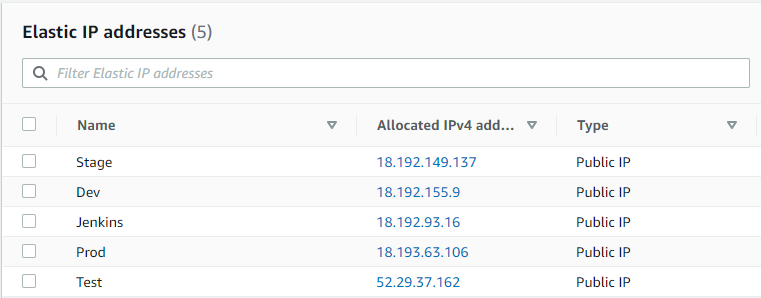 Elastic IP addresses (5)
Filter Elastic IP addresses
Name Allocated IPv4 add... Type
Stage 18.192.149.137 Public IP
Dev 18.192.155.9 Public IP
Jenkins 18.192.93.16 Public IP
Prod 18.193.63.106 Public IP
Test 52.29.37.162 Public IP